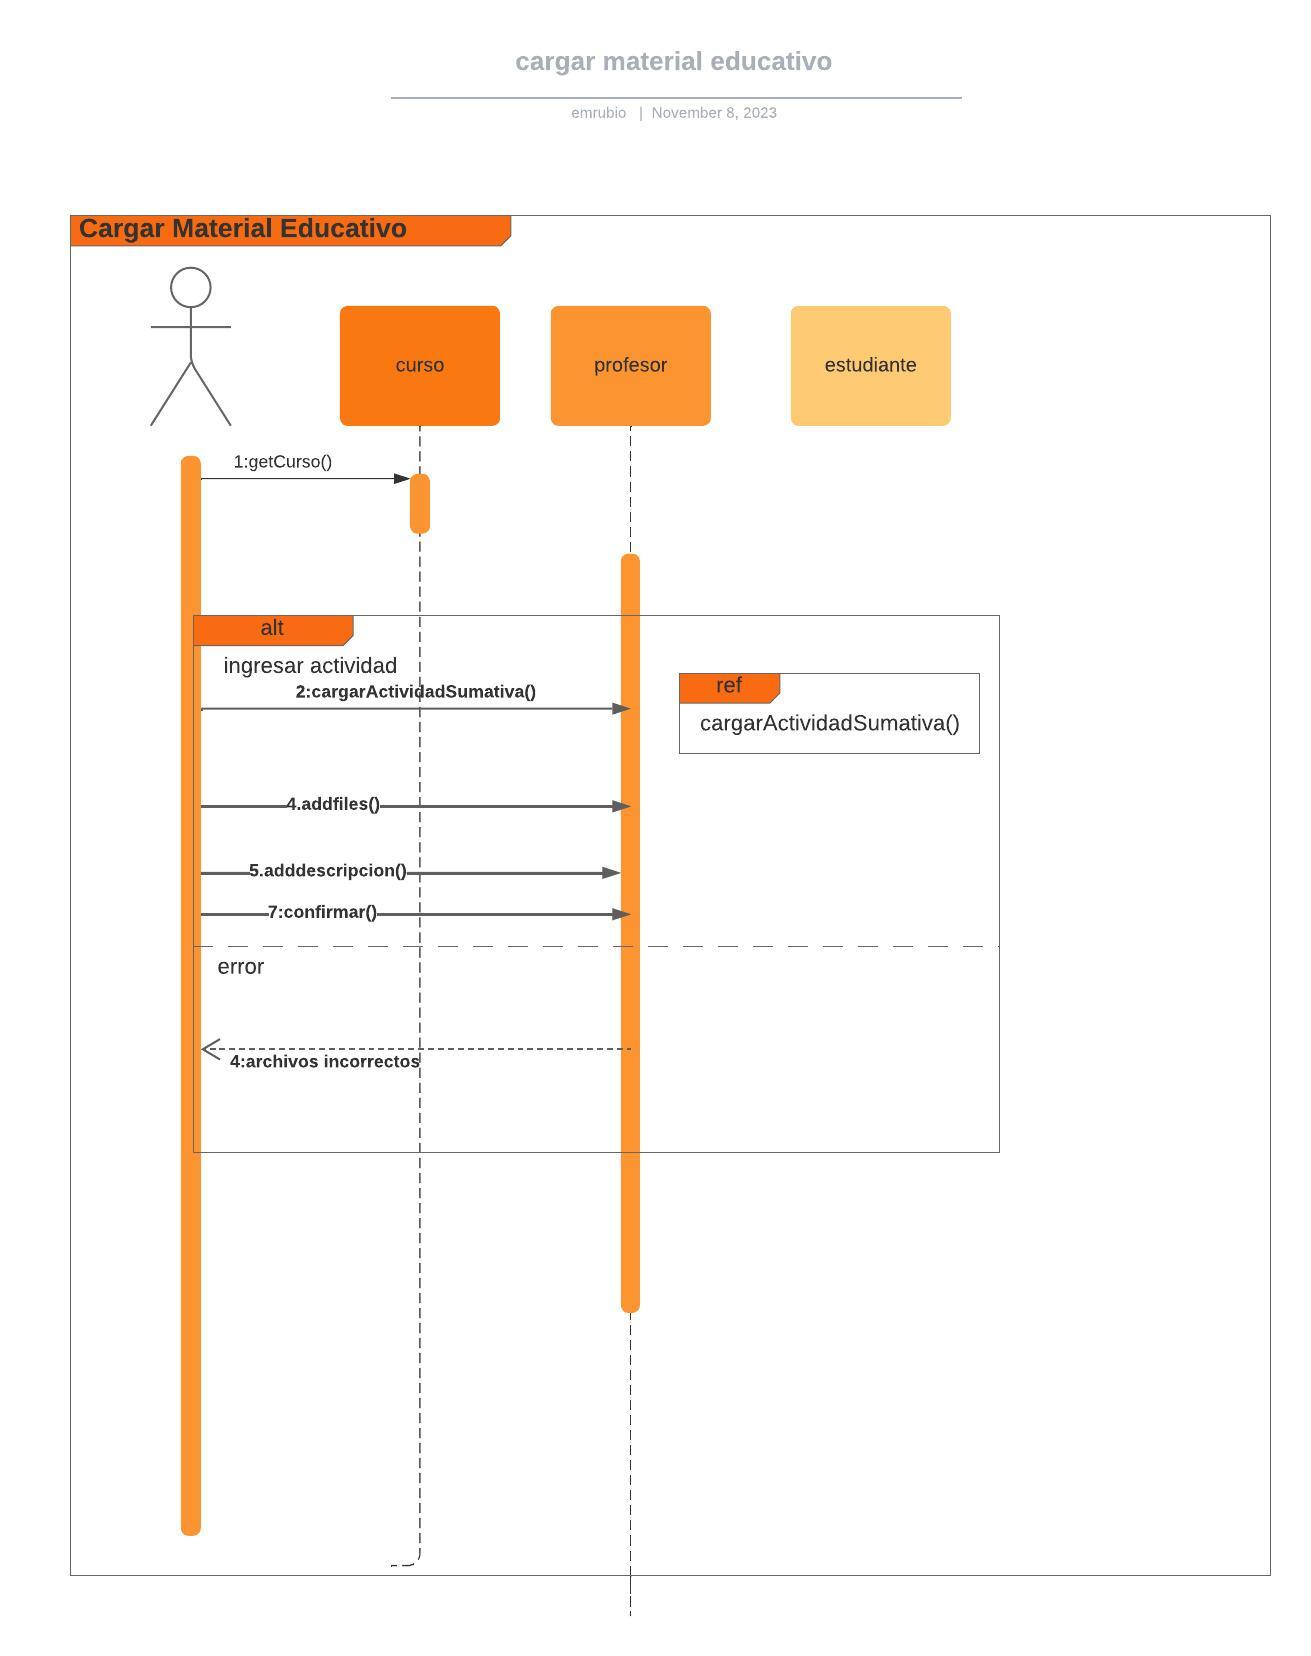 cargar material educativo
emrubio | November 8, 2023
Cargar Material Educativo
curso
profesor
estudiante
1:getCurso()
alt
ingresar actividad
2:cargarActividadSumativa()
ref
cargarActividadSumativa()
4.addfiles()
5.adddescripcion()
7:confirmar()
error
4:archivos incorrectos